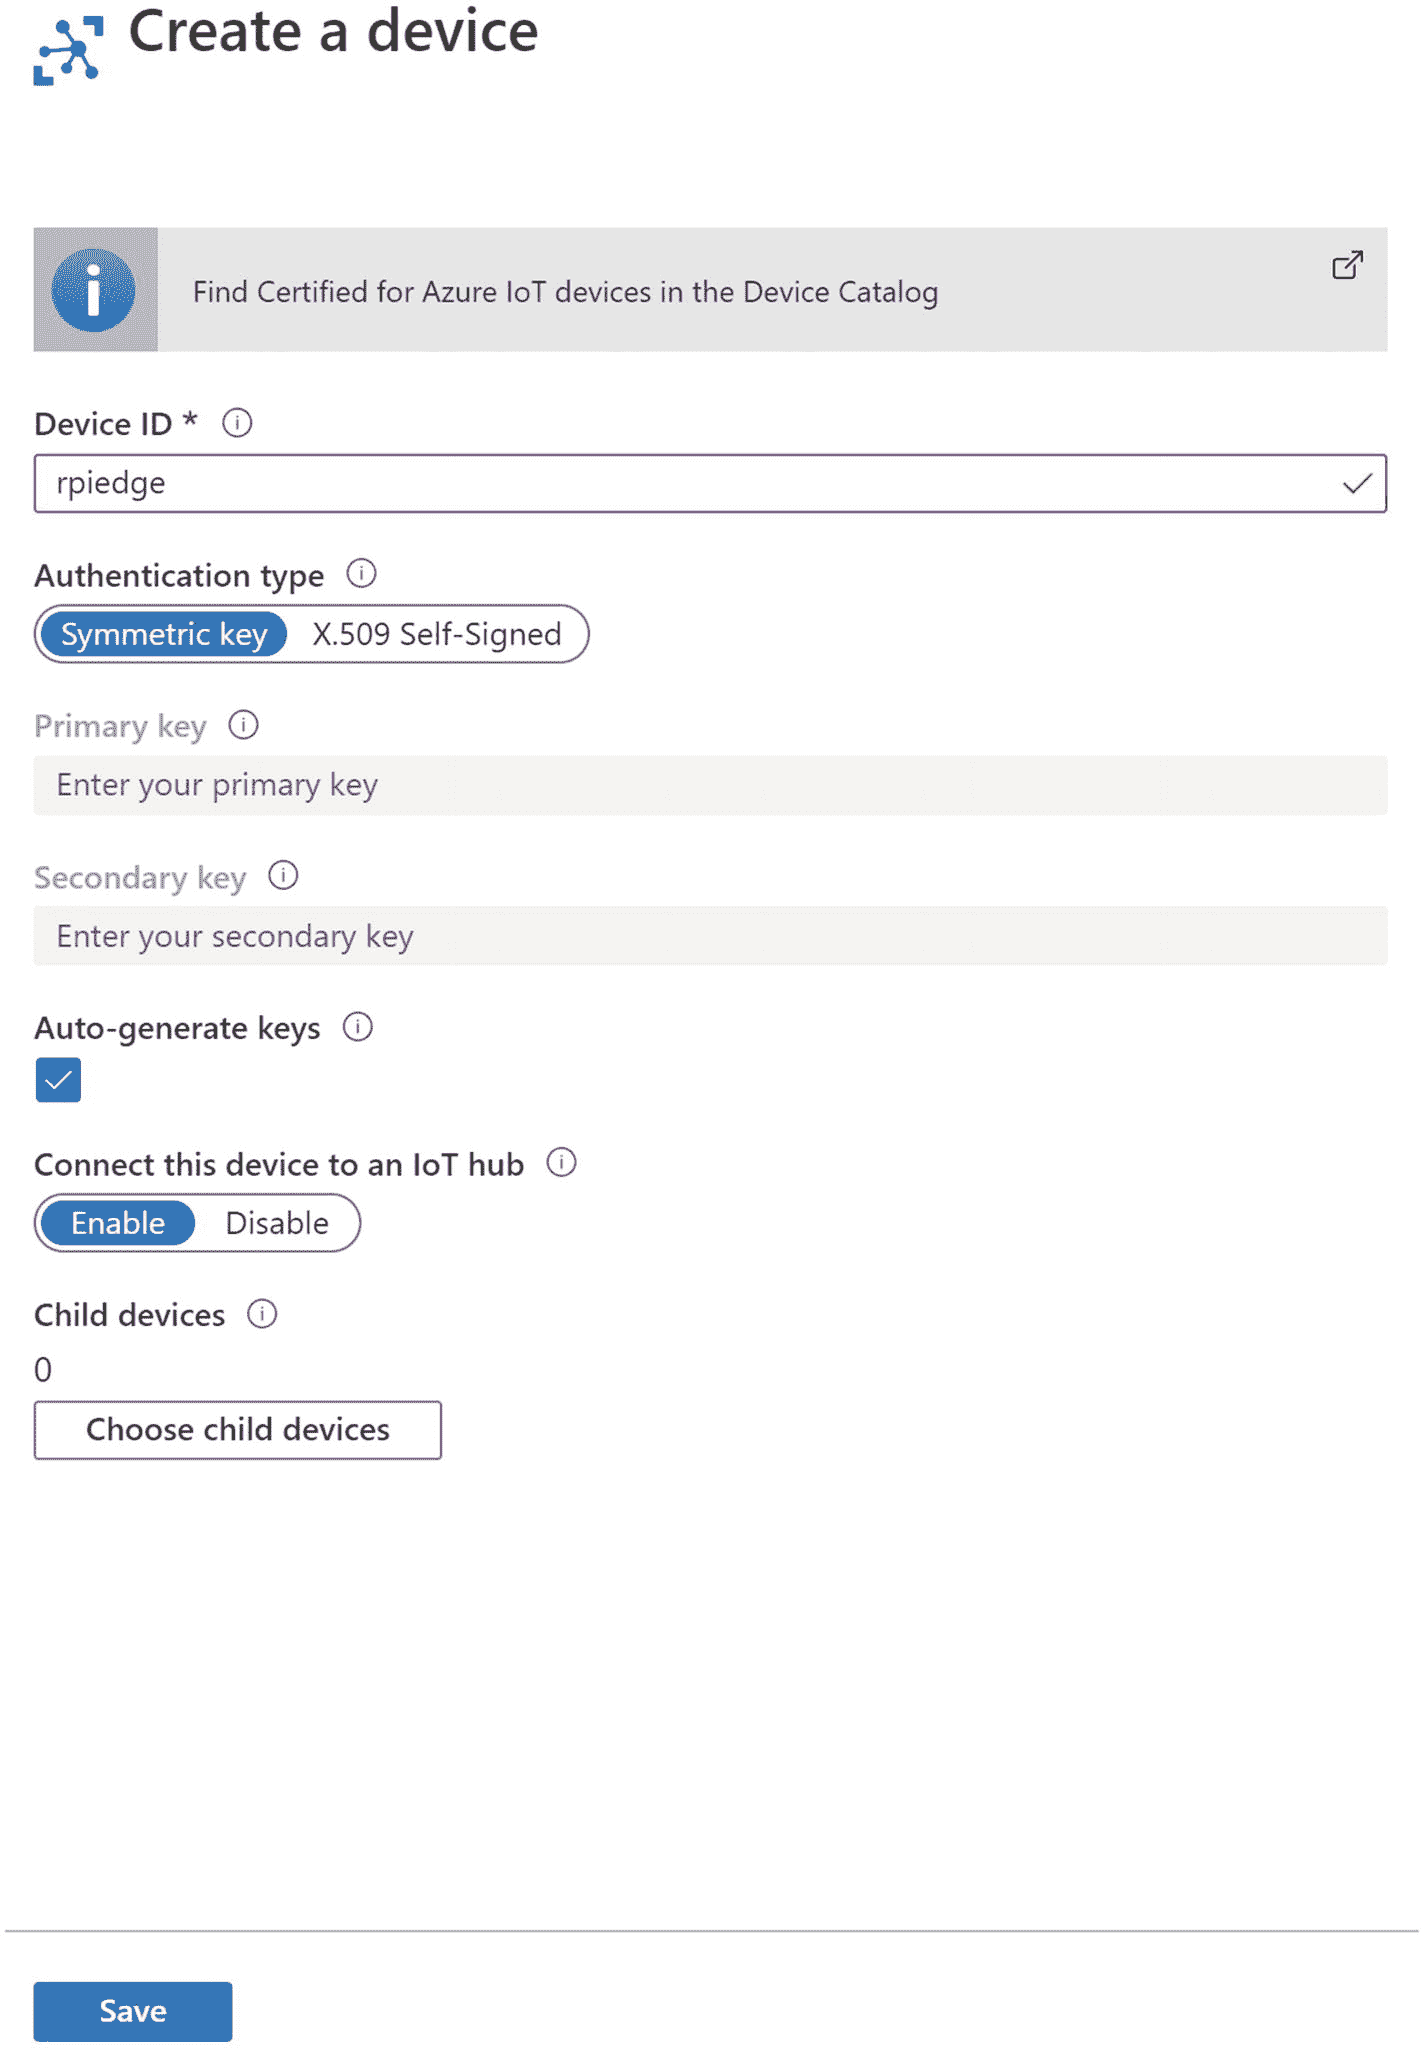 Create a device
Find Certified for Azure IoT devices in the Device Catalog
Device ID *
rpiedge
Authentication type
Symmetric key X.509 Self-Signed
Primary key
Enter your primary key
Secondary key
Enter your secondary key
Auto-generate keys
Connect this device to an IoT hub
Enable Disable
Child devices
0
Choose child devices
Save